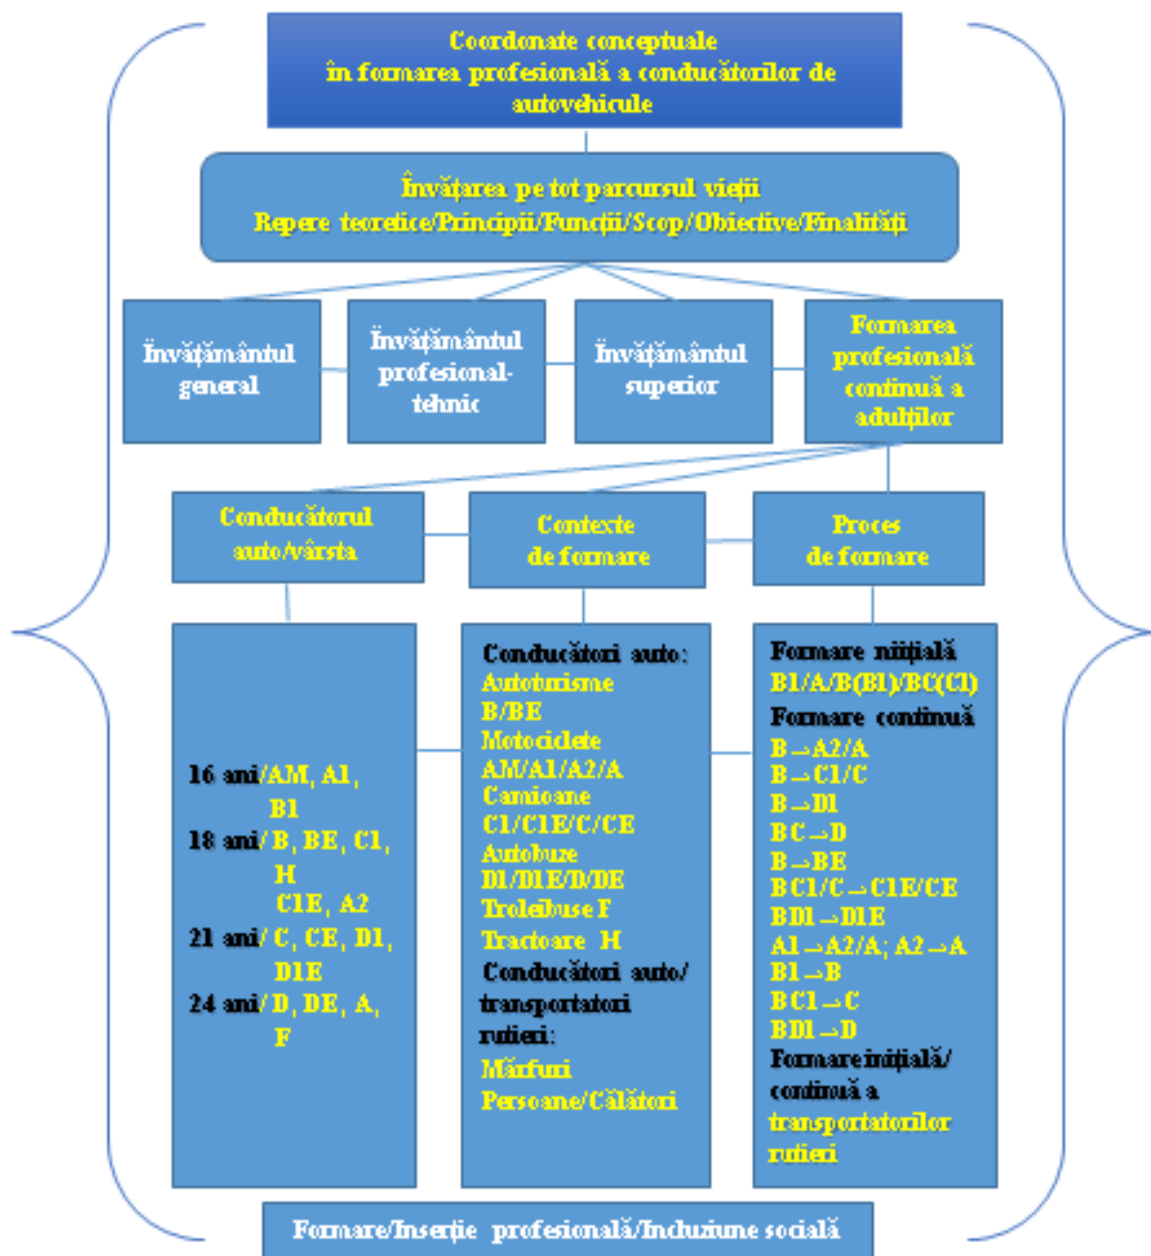 Coordonate conceptuale
în formarea profesională a conducătorilor de
autovehicule
Învățarea pe tot parcursul vieții
Repere teoretice/Principii/Funcții/Scop/Obiective/Finalități
Învățământul
general
Învățământul
profesional-
tehnic
Învățământul
superior
Formarea
profesională
continuă a
adulților
Conducătorul
auto/vârsta
Contexte
de formare
Proces
de formare
16 ani/AM, A1,
B1
18 ani/ B, BE, C1,
H
C1E, A2
21 ani/ C, CE, D1,
D1E
24 ani/ D, DE, A,
F
Conducători auto:
Autoturisme
B/BE
Motociclete
AM/A1/A2/A
Camioane
C1/C1E/C/CE
Autobuze
D1/D1E/D/DE
Troleibuse F
Tractoare H
Conducători auto/
transportatori
rutieri:
Mărfuri
Persoane/Călători
Formare niițială
B1/A/B(B1)/BC(C1)
Formare continuă
B→A2/A
B→C1/C
B→D1
BC→D
B→BE
BC1/C→C1E/CE
BD1→D1E
A1→A2/A; A2→A
B1→B
BC1→C
BD1→D
Formare inițială/
continuă a
transportatorilor
rutieri
Formare/Inserție profesională/Incluziune socială